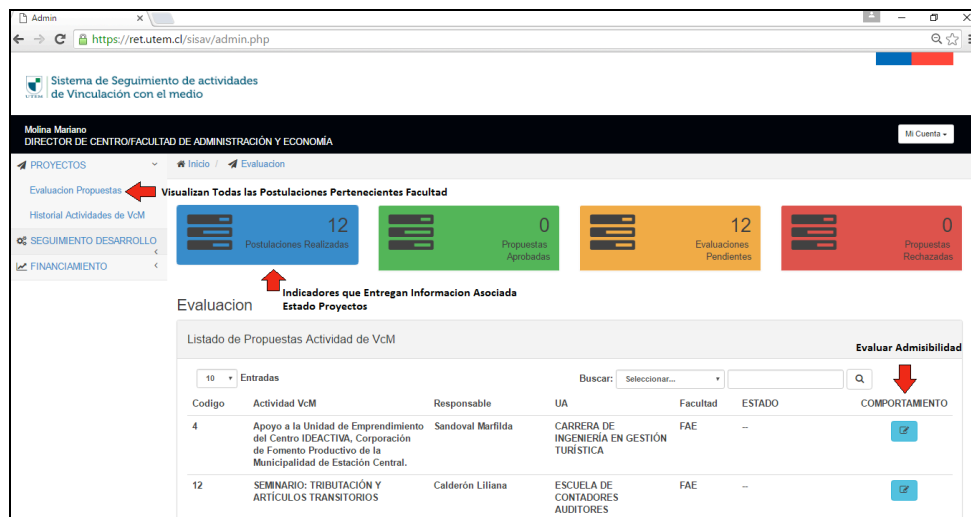 Admin
https://ret.utem.cl/sisav/admin.php
Sistema de Seguimiento de actividades
de Vinculación con el medio
UTEM
Molina Mariano
DIRECTOR DE CENTRO/FACULTAD DE ADMINISTRACIÓN Y ECONOMÍA
Mi Cuenta
PROYECTOS
Inicio / Evaluacion
Evaluacion Propuestas
Visualizan Todas las Postulaciones Pertenecientes Facultad
Historial Actividades de VcM
SEGUIMIENTO DESARROLLO
FINANCIAMIENTO
12
Postulaciones Realizadas
0
Propuestas
Aprobadas
12
Evaluaciones
Pendientes
0
Propuestas
Rechazadas
Indicadores que Entregan Informacion Asociada
Estado Proyectos
Evaluacion
Listado de Propuestas Actividad de VcM
Evaluar Admisibilidad
10 Entradas
Buscar: Seleccionar...
Codigo Actividad VcM Responsable UA Facultad ESTADO COMPORTAMIENTO
4 Apoyo a la Unidad de Emprendimiento Sandoval Marfilda CARRERA DE FAE --
del Centro IDEACTIVA, Corporación INGENIERÍA EN GESTIÓN
de Fomento Productivo de la TURÍSTICA
Municipalidad de Estación Central.
12 SEMINARIO: TRIBUTACIÓN Y Calderón Liliana ESCUELA DE FAE --
ARTÍCULOS TRANSITORIOS CONTADORES
AUDITORES